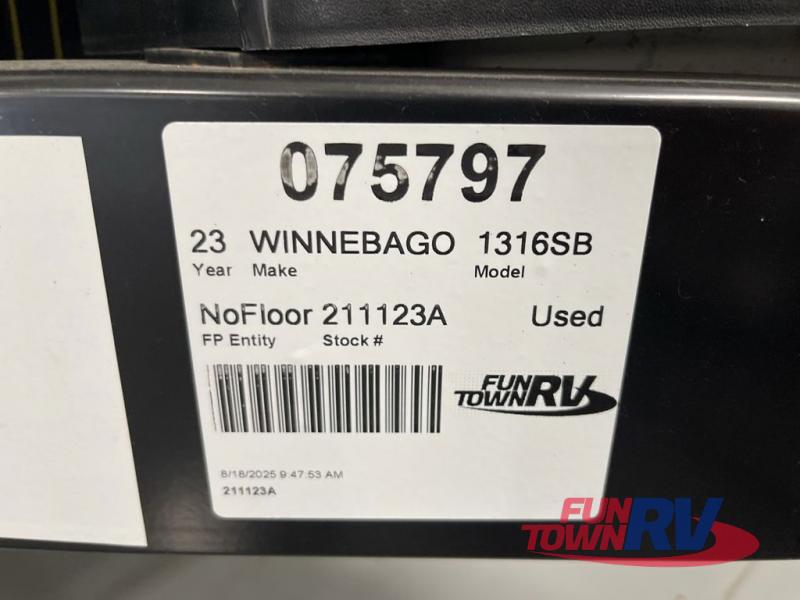 075797
23 WINNEBAGO 1316SB
Year Make Model
NoFloor 211123A Used
FP Entity Stock #
FUN TOWN RV
8/18/2025 9:47:53 AM
211123A
FUN TOWN RV